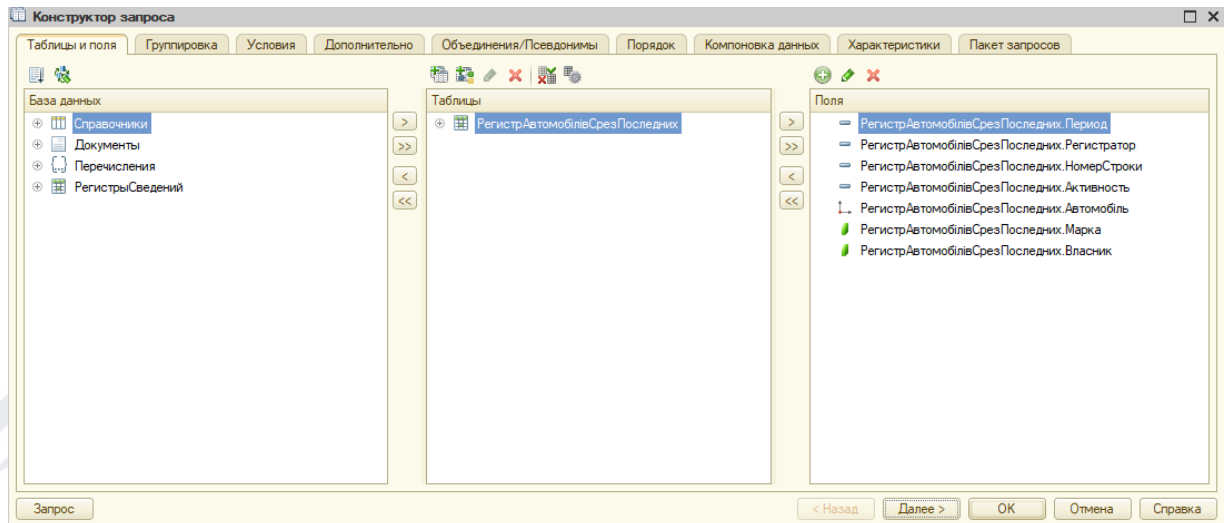 Конструктор запроса
Таблицы и поля Группировка Условия Дополнительно Объединения/Псевдонимы Порядок Компоновка данных Характеристики Пакет запросов
База данных
Справочники
Документы
Перечисления
РегистрыСведений
Таблицы
РегистрАвтомобілівСрезПоследних
Поля
РегистрАвтомобілівСрезПоследних.Период
РегистрАвтомобілівСрезПоследних.Регистратор
РегистрАвтомобілівСрезПоследних.НомерСтроки
РегистрАвтомобілівСрезПоследних.Активность
РегистрАвтомобілівСрезПоследних.Автомобіль
РегистрАвтомобілівСрезПоследних.Марка
РегистрАвтомобілівСрезПоследних.Власник
>
>>
<
<<
>
>>
<
<<
Запрос < Назад Далее > OK Отмена Справка